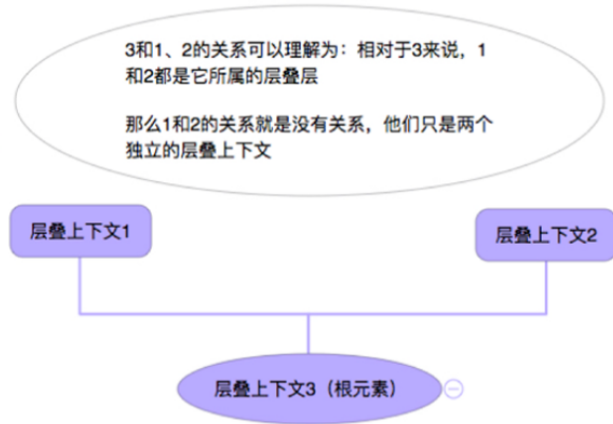 3和1、2的关系可以理解为：相对于3来说，1
和2都是它所属的层叠层
那么1和2的关系就是没有关系，他们只是两个
独立的层叠上下文
层叠上下文1
层叠上下文2
层叠上下文3（根元素）